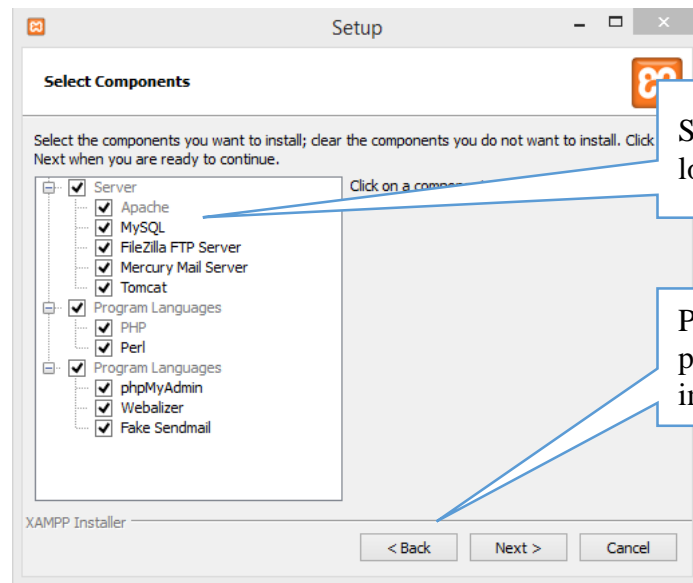 Setup
Select Components
Select the components you want to install; clear the components you do not want to install. Click
Next when you are ready to continue.
Server
Apache
MySQL
FileZilla FTP Server
Mercury Mail Server
Tomcat
Program Languages
PHP
Perl
Program Languages
phpMyAdmin
Webalizer
Fake Sendmail
Click on a
XAMPP Installer
< Back
Next >
Cancel